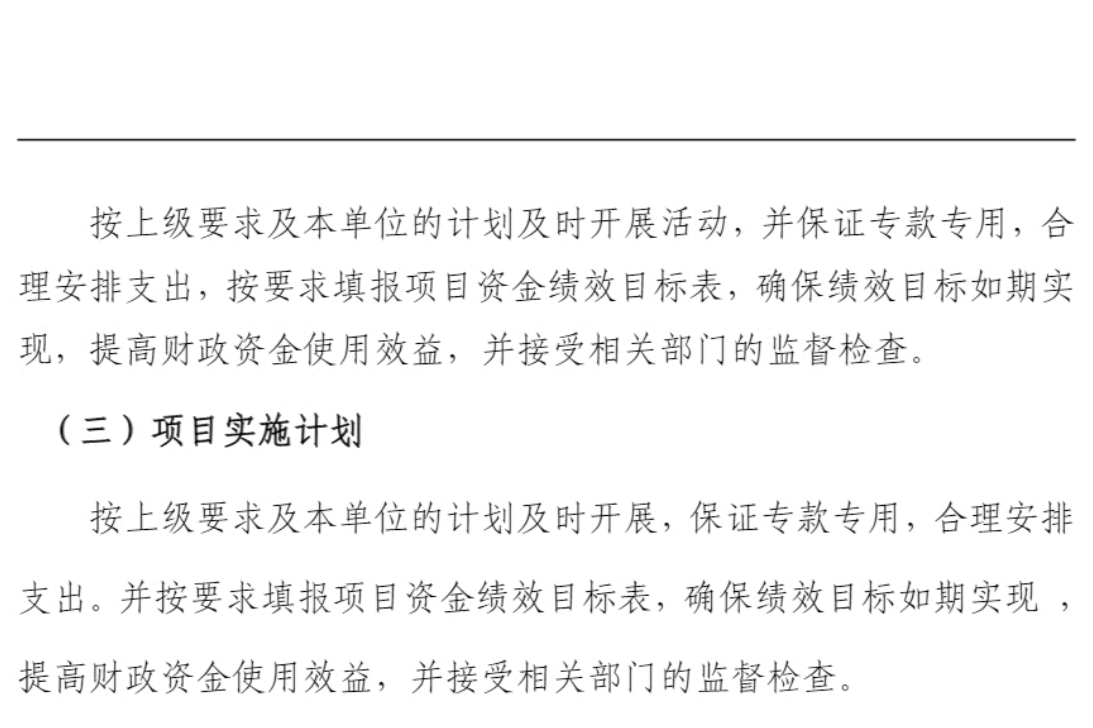 按上级要求及本单位的计划及时开展活动，并保证专款专用，合
理安排支出，按要求填报项目资金绩效目标表，确保绩效目标如期实
现，提高财政资金使用效益，并接受相关部门的监督检查。
（三）项目实施计划
按上级要求及本单位的计划及时开展，保证专款专用，合理安排
支出。并按要求填报项目资金绩效目标表，确保绩效目标如期实现 ，
提高财政资金使用效益，并接受相关部门的监督检查。